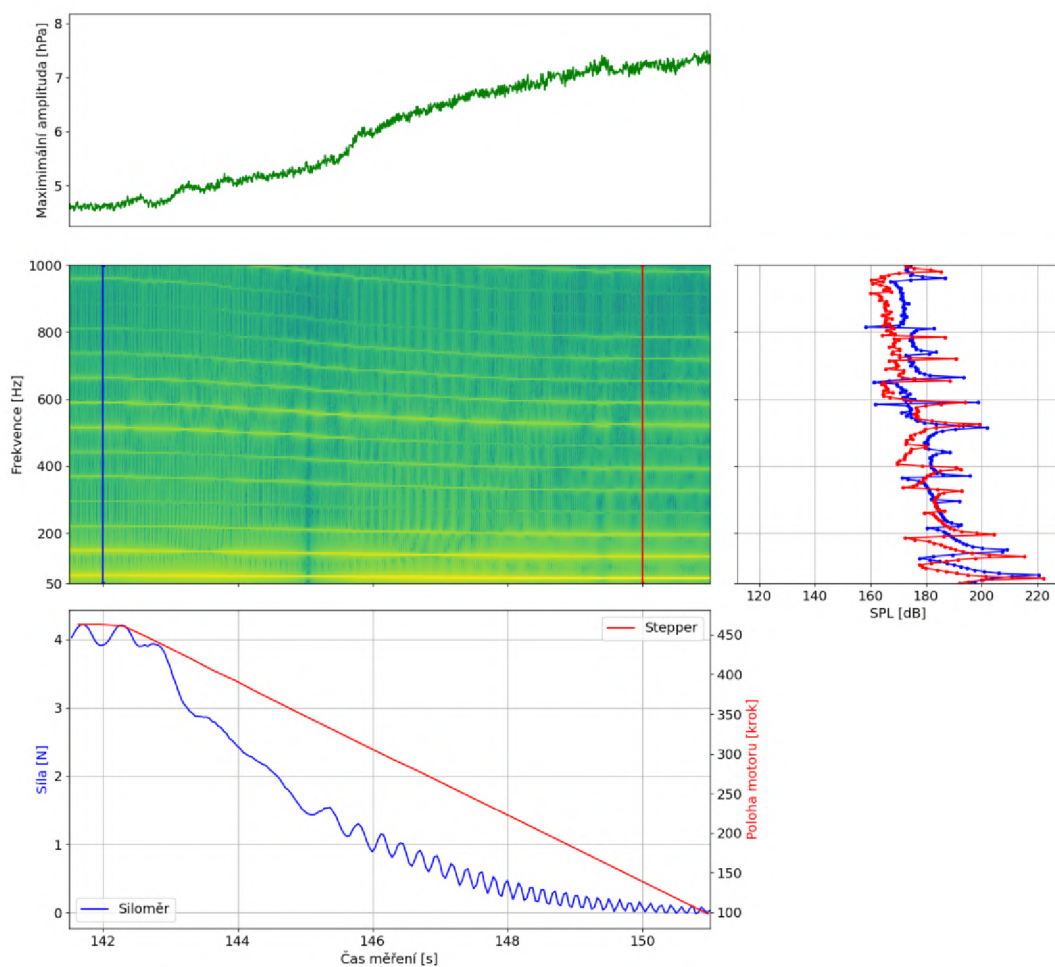 8
7
6
5
Maximimální amplituda [hPa]
1000
800
600
400
200
50
Frekvence [Hz]
120 140 160 180 200 220
SPL [dB]
4
3
2
1
0
Síla [N]
Stepper
Siloměr
450
400
350
300
250
200
150
100
Poloha motoru [krok]
142 144 146 148 150
Čas měření [s]